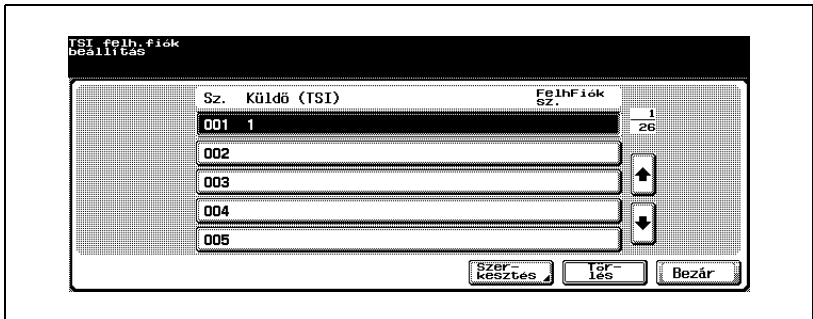 TSI felh.fiók
beállítás
Sz. Küldő (TSI) FelhFiók
sz.
001 1
1
26
002
003
004
005
Szer-
kesztés
Tör-
lés
Bezár